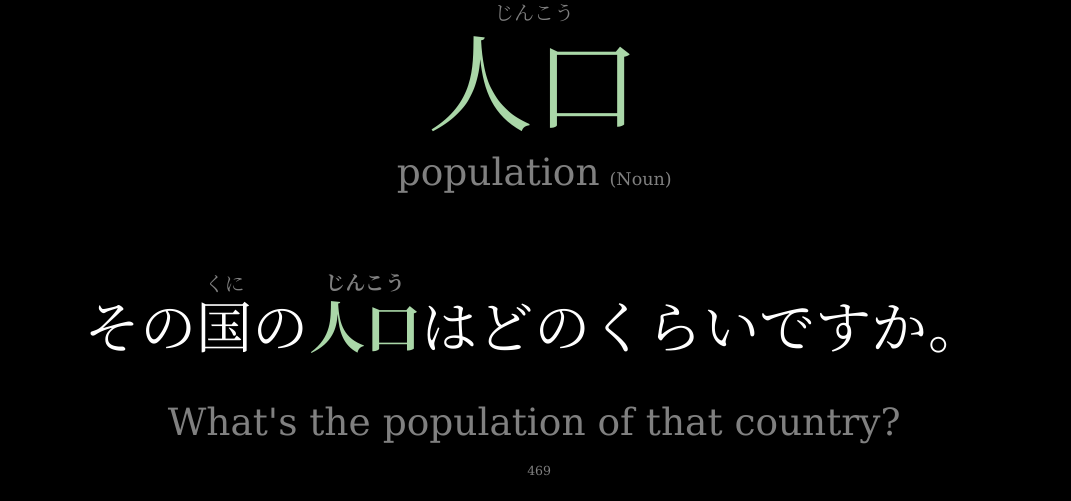 じんこう
人口
population (Noun)
くに じんこう
その国の人口はどのくらいですか。
What's the population of that country?
469